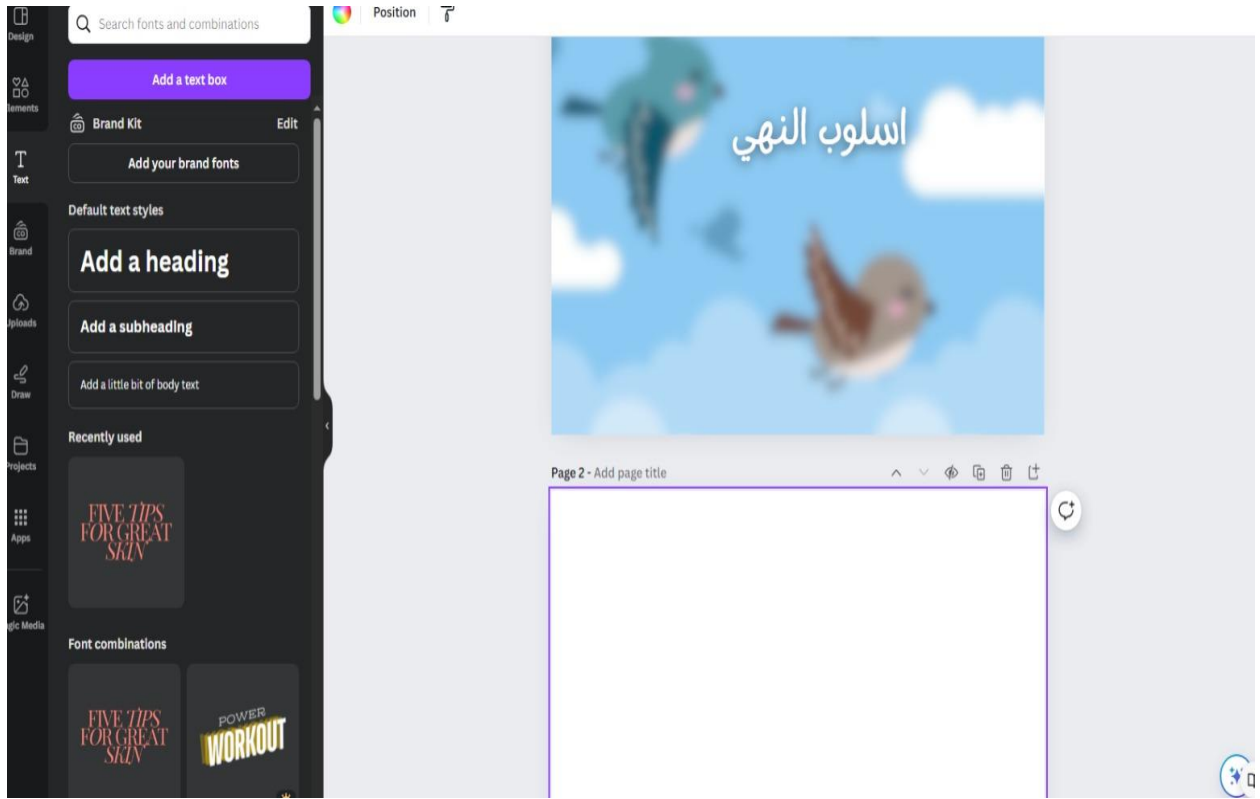 Design
Elements
Text
Brand
Uploads
Draw
Projects
Apps
Magic Media
Search fonts and combinations
Add a text box
Brand Kit
Edit
Add your brand fonts
Default text styles
Add a heading
Add a subheading
Add a little bit of body text
Recently used
FIVE TIPS
FOR GREAT
SKIN
Font combinations
FIVE TIPS
FOR GREAT
SKIN
POWER
WORKOUT
Position
اسلوب النهي
Page 2 - Add page title